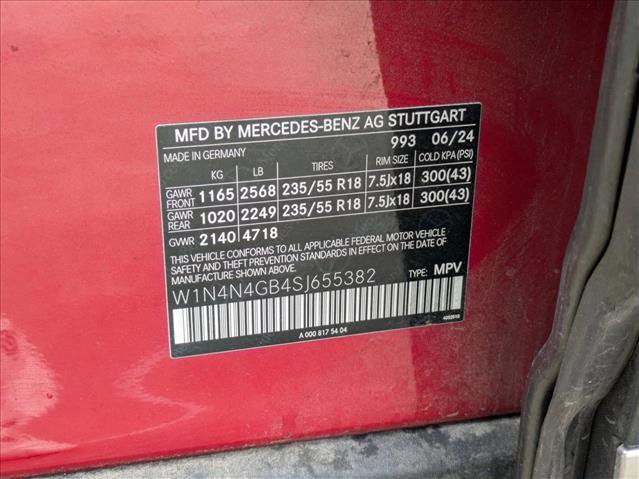 MFD BY MERCEDES-BENZ AG STUTTGART
993 06/24
MADE IN GERMANY
KG LB TIRES RIM SIZE COLD KPA (PSI)
GAWR FRONT 1165 2568 235/55 R18 7.5Jx18 300(43)
GAWR REAR 1020 2249 235/55 R18 7.5Jx18 300(43)
GVWR 2140 4718
THIS VEHICLE CONFORMS TO ALL APPLICABLE FEDERAL MOTOR VEHICLE
SAFETY AND THEFT PREVENTION STANDARDS IN EFFECT ON THE DATE
OF MANUFACTURE SHOWN ABOVE.
W1N4N4GB4SJ655382 TYPE: MPV
A 000 817 54 04